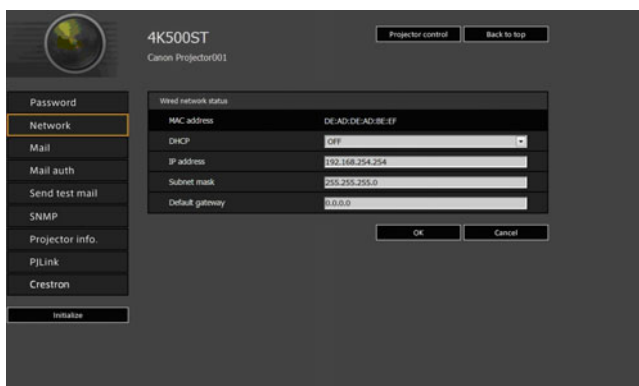 4K500ST
Projector control
Back to top
Canon Projector001
Password
Network
Mail
Mail auth
Send test mail
SNMP
Projector info.
PJLink
Crestron
Initialize
Wired network status
MAC address DE:AD:DE:AD:BE:EF
DHCP OFF
IP address 192.168.254.254
Subnet mask 255.255.255.0
Default gateway 0.0.0.0
OK
Cancel